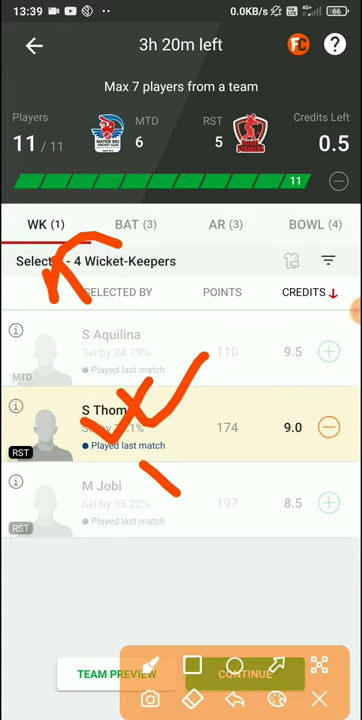 13:39 0.0KB/s 4G 66
3h 20m left FC ?
Max 7 players from a team
Players MTD RST Credits Left
11 / 11 6 5 0.5
11
WK (1) BAT (3) AR (3) BOWL (4)
- 4 Wicket-Keepers
SELECTED BY POINTS CREDITS
S Aquilina
Sel by 24.79% 110 9.5
MTD Played last match
S Thom
174 9.0
RST Played last match
M Jobi
Sel by 35.22% 197 8.5
RST Played last match
TEAM PREVIEW CONTINUE